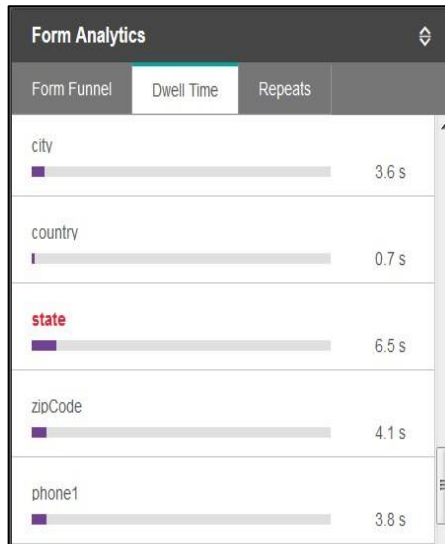 Form Analytics
Form Funnel Dwell Time Repeats
city
3.6 s
country
0.7 s
state
6.5 s
zipCode
4.1 s
phone1
3.8 s